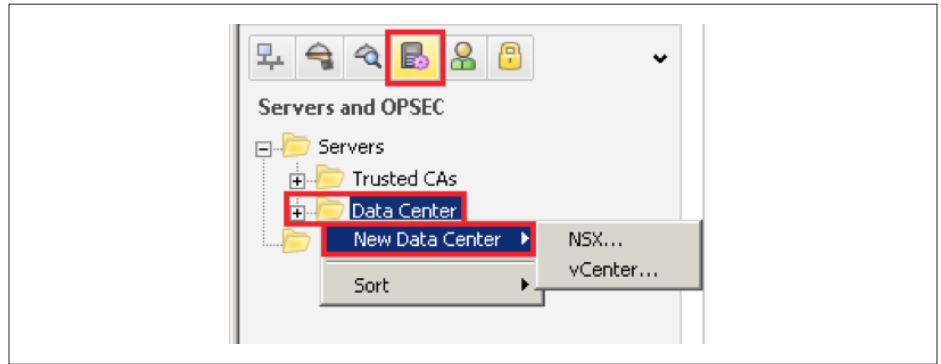 Servers and OPSEC
Servers
Trusted CAs
Data Center
New Data Center
NSX...
vCenter...
Sort